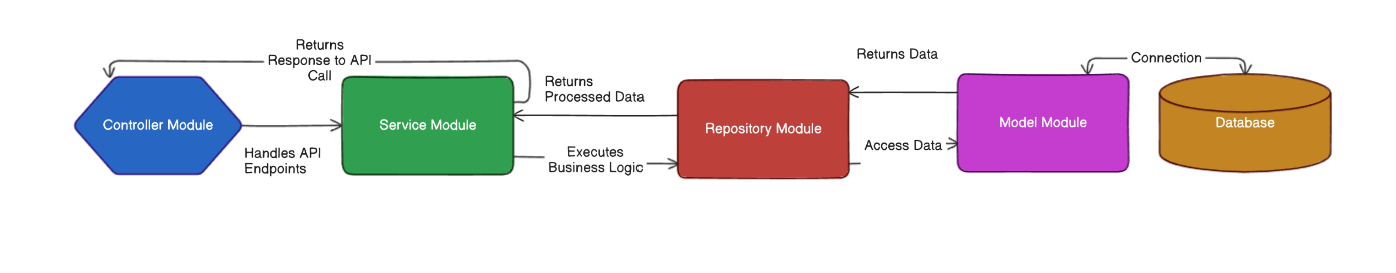 Returns
Response to API
Call
Controller Module
Handles API
Endpoints
Service Module
Returns
Processed Data
Executes
Business Logic
Repository Module
Returns Data
Access Data
Model Module
Connection
Database